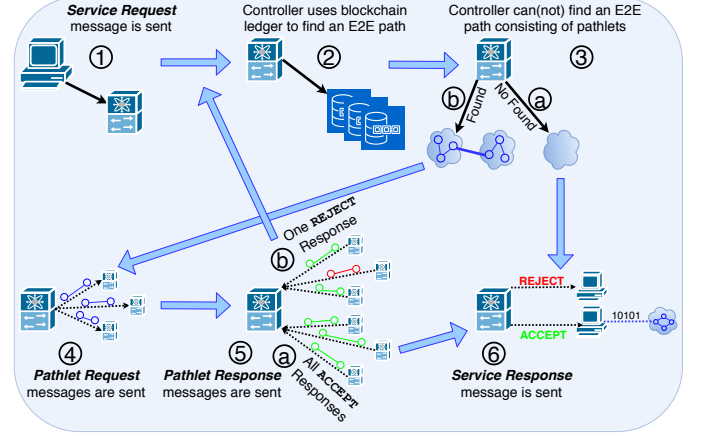 Service Request
message is sent
1
Controller uses blockchain
ledger to find an E2E path
2
Controller can(not) find an E2E
path consisting of pathlets
3
b
Found
No Found
a
One REJECT
Response
b
4
Pathlet Request
messages are sent
5
Pathlet Response
messages are sent
a
All ACCEPT
Responses
REJECT
ACCEPT
10101
6
Service Response
message is sent